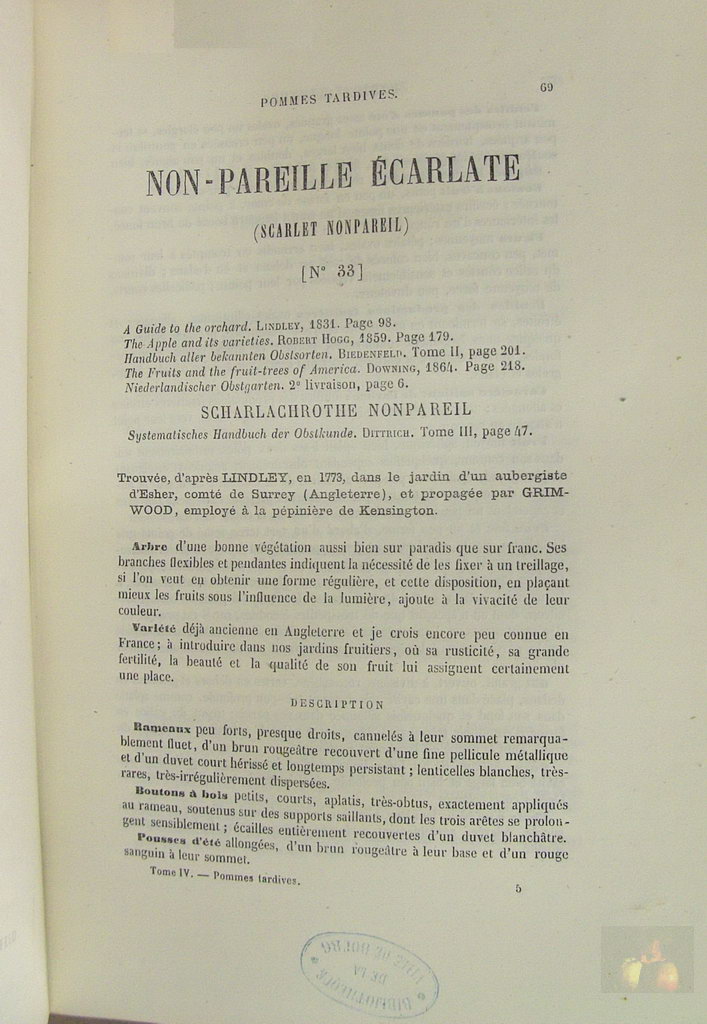 POMMES TARDIVES.
69
NON-PAREILLE ÉCARLATE
(SCARLET NONPAREIL)
[N° 33]
A Guide to the orchard. LINDLEY, 1831. Page 98.
The Apple and its varieties. ROBERT HOGG, 1859. Page 179.
Handbuch aller bekannten Obstsorten. BIEDENFELD. Tome II, page 201.
The Fruits and the fruit-trees of America. DOWNING, 1864. Page 218.
Niederlandischer Obstgarten. 2e livraison, page 6.
SCHARLACHROTHE NONPAREIL
Systematisches Handbuch der Obstkunde. DITTRICH. Tome III, page 47.
Trouvée, d'après LINDLEY, en 1773, dans le jardin d'un aubergiste
d'Esher, comté de Surrey (Angleterre), et propagée par GRIM-
WOOD, employé à la pépinière de Kensington.
Arbre d'une bonne végétation aussi bien sur paradis que sur franc. Ses
branches flexibles et pendantes indiquent la nécessité de les fixer à un treillage,
si l'on veut en obtenir une forme régulière, et cette disposition, en plaçant
mieux les fruits sous l'influence de la lumière, ajoute à la vivacité de leur
couleur.
Variété déjà ancienne en Angleterre et je crois encore peu connue en
France; à introduire dans nos jardins fruitiers, où sa rusticité, sa grande
fertilité, la beauté et la qualité de son fruit lui assignent certainement
une place.
DESCRIPTION
Rameaux peu forts, presque droits, cannelés à leur sommet remarqua-
blement fluet, d'un brun rougeâtre recouvert d'une fine pellicule métallique
et d'un duvet court hérissé et longtemps persistant; lenticelles blanches, très-
rares, très-irrégulièrement dispersées.
Boutons à bois petits, courts, aplatis, très-obtus, exactement appliqués
au rameau, soutenus sur des supports saillants, dont les trois arêtes se prolon-
gent sensiblement; écailles entièrement recouvertes d'un duvet blanchâtre.
Pousses d'été allongées, d'un brun rougeâtre à leur base et d'un rouge
sanguin à leur sommet.
Tome IV. — Pommes tardives.
5
BIBLIOTHÈQUE
DE LA
VILLE DE BOURG